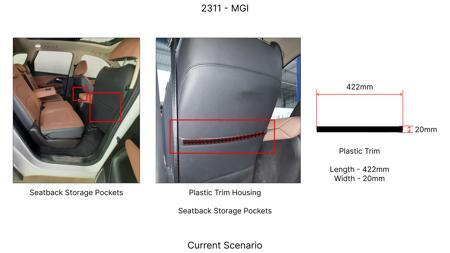 2311 - MGI
422mm
20mm
Seatback Storage Pockets
Plastic Trim Housing
Seatback Storage Pockets
Plastic Trim
Length - 422mm
Width - 20mm
Current Scenario